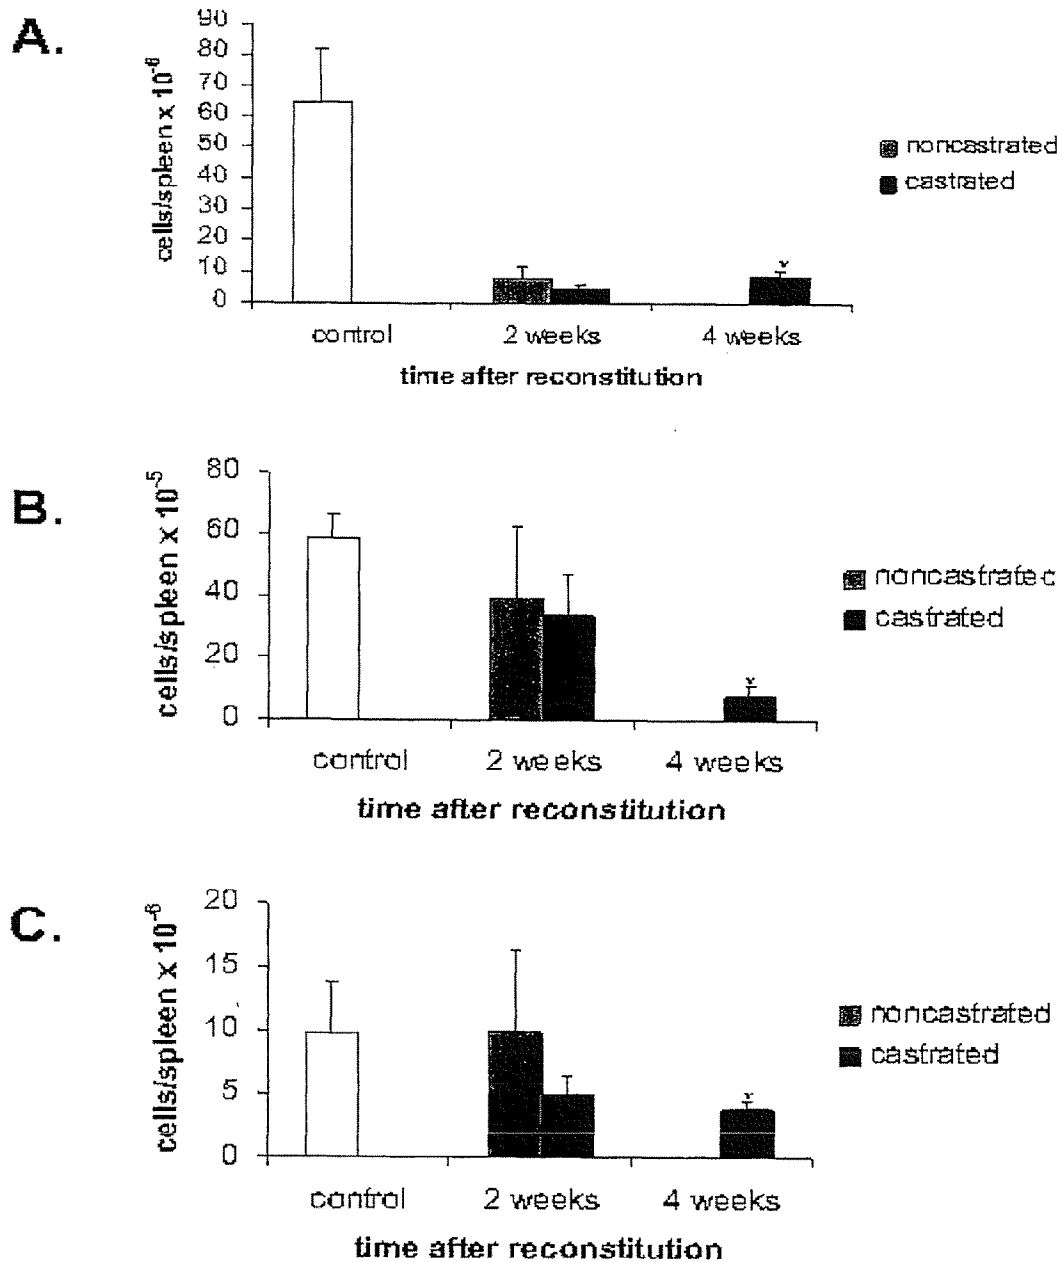 A.
cells/spleen x 10⁻⁶
90
80
70
60
50
40
30
20
10
0
control
2 weeks
4 weeks
time after reconstitution
noncastrated
castrated
*
B.
cells/spleen x 10⁻⁵
80
60
40
20
0
control
2 weeks
4 weeks
time after reconstitution
noncastrated
castrated
*
C.
cells/spleen x 10⁻⁶
20
15
10
5
0
control
2 weeks
4 weeks
time after reconstitution
noncastrated
castrated
*